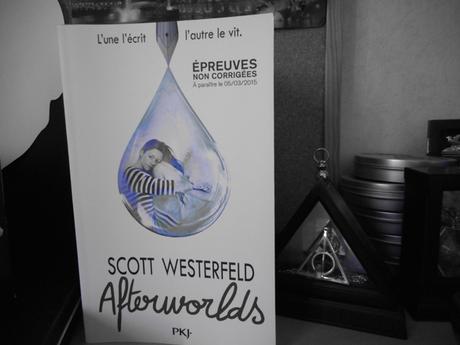 L'une l'écrit l'autre le vit.
ÉPREUVES
NON CORRIGÉES
À paraître le 05/03/2015
SCOTT WESTERFELD
Afterworlds
PKJ.